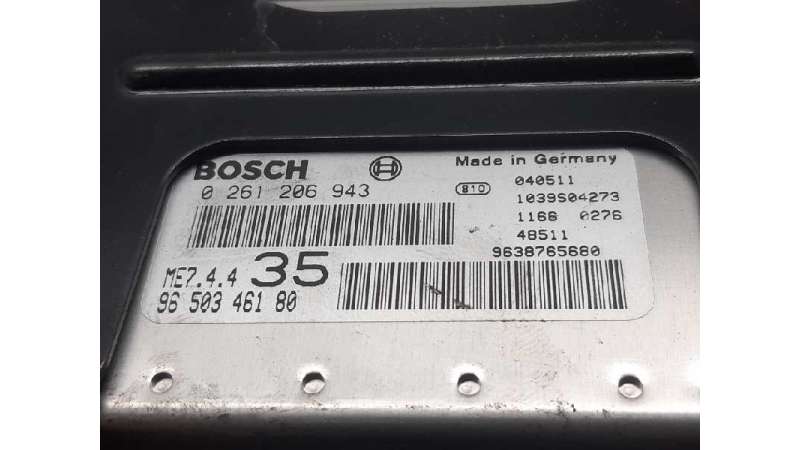 BOSCH
Made in Germany
0 261 206 943
810
040511
1039S04273
1166 0276
48511
9638765680
ME7.4.4 35
96 503 461 80